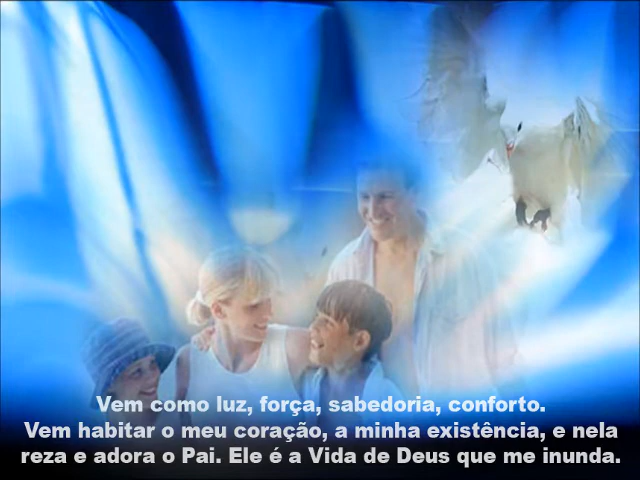 Vem como luz, força, sabedoria, conforto.
Vem habitar o meu coração, a minha existência, e nela
reza e adora o Pai. Ele é a Vida de Deus que me inunda.